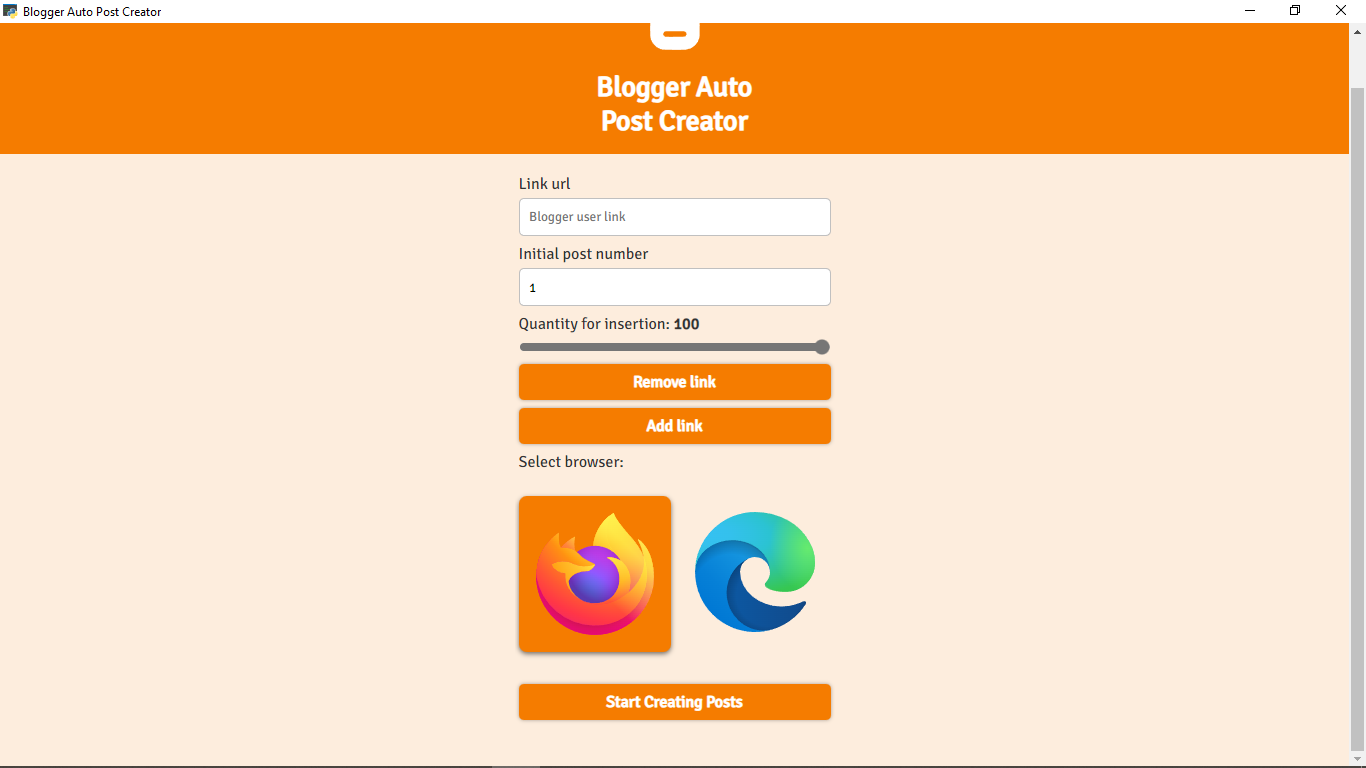 Blogger Auto Post Creator
Blogger Auto
Post Creator
Link url
Blogger user link
Initial post number
1
Quantity for insertion: 100
Remove link
Add link
Select browser:
Start Creating Posts